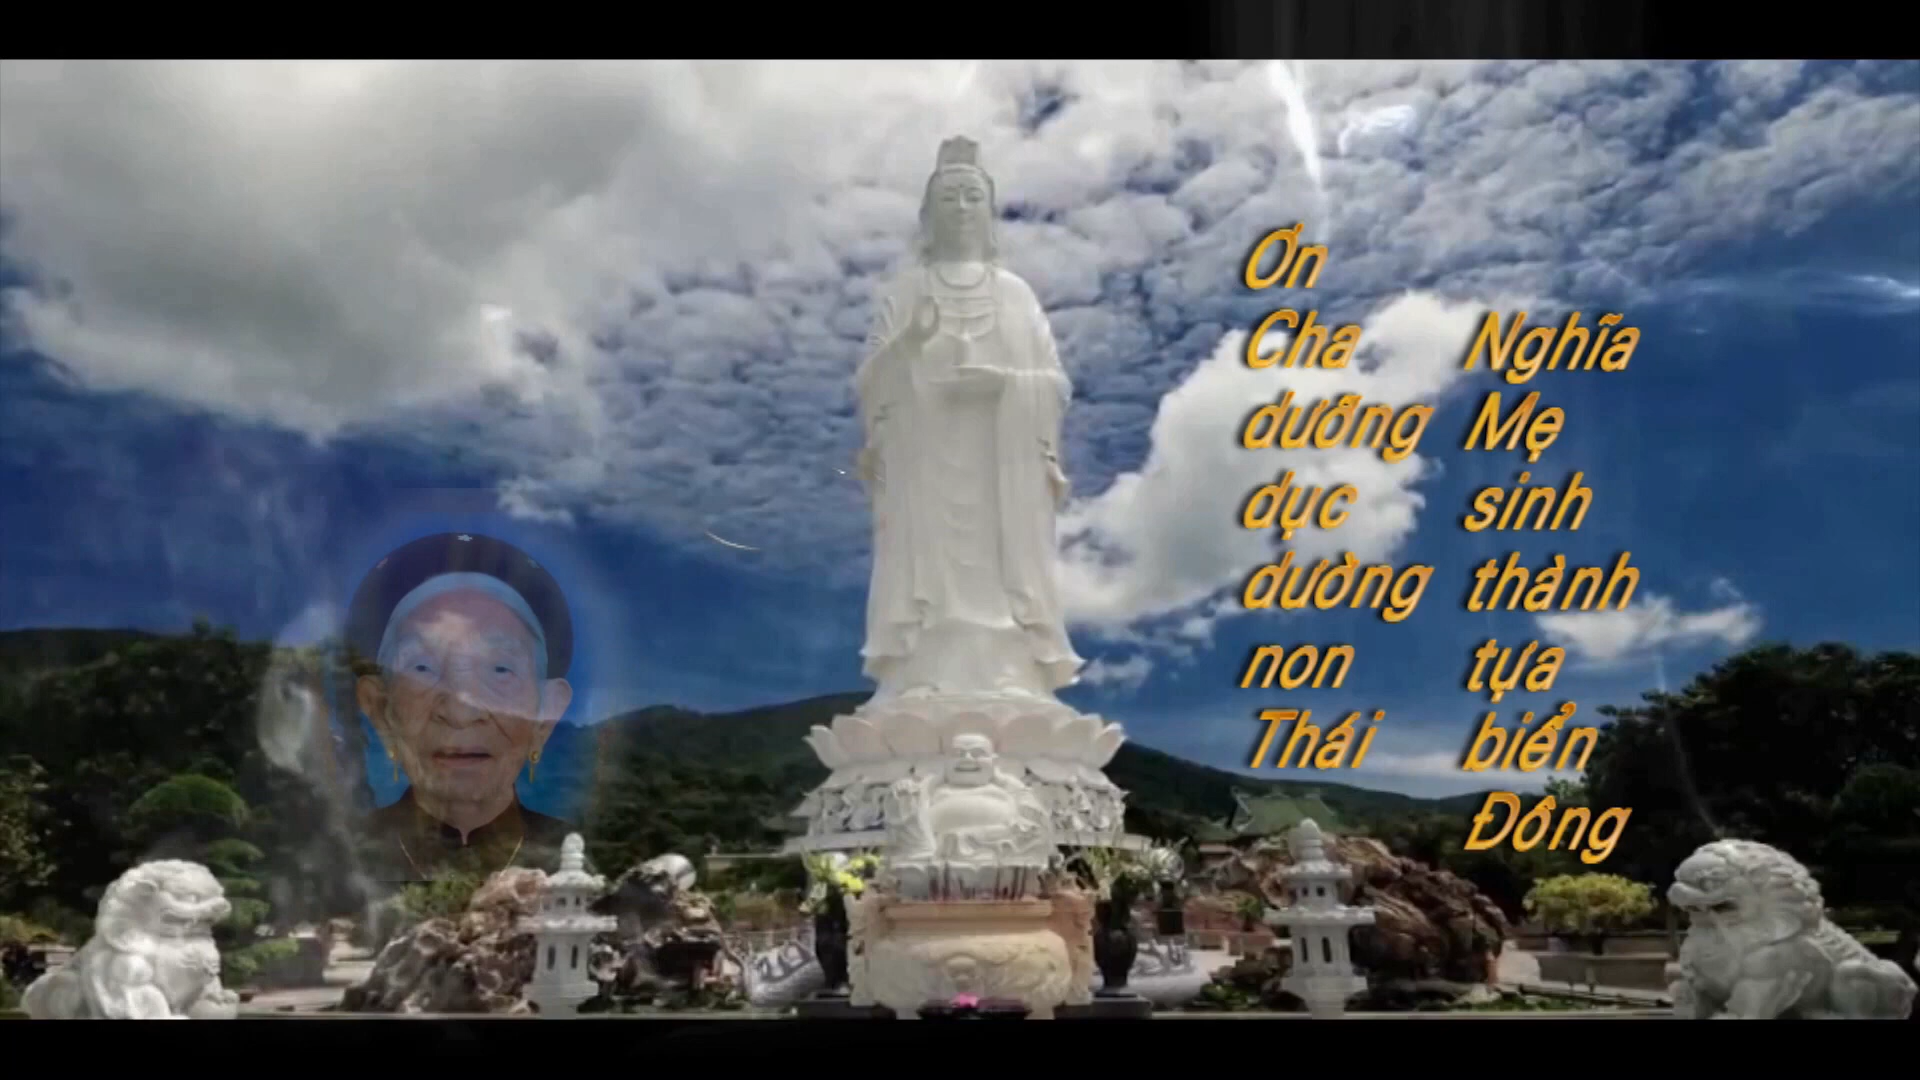 Ơn
Cha
dưỡng
dục
dường
non
Thái
Nghĩa
Mẹ
sinh
thành
tựa
biển
Đông